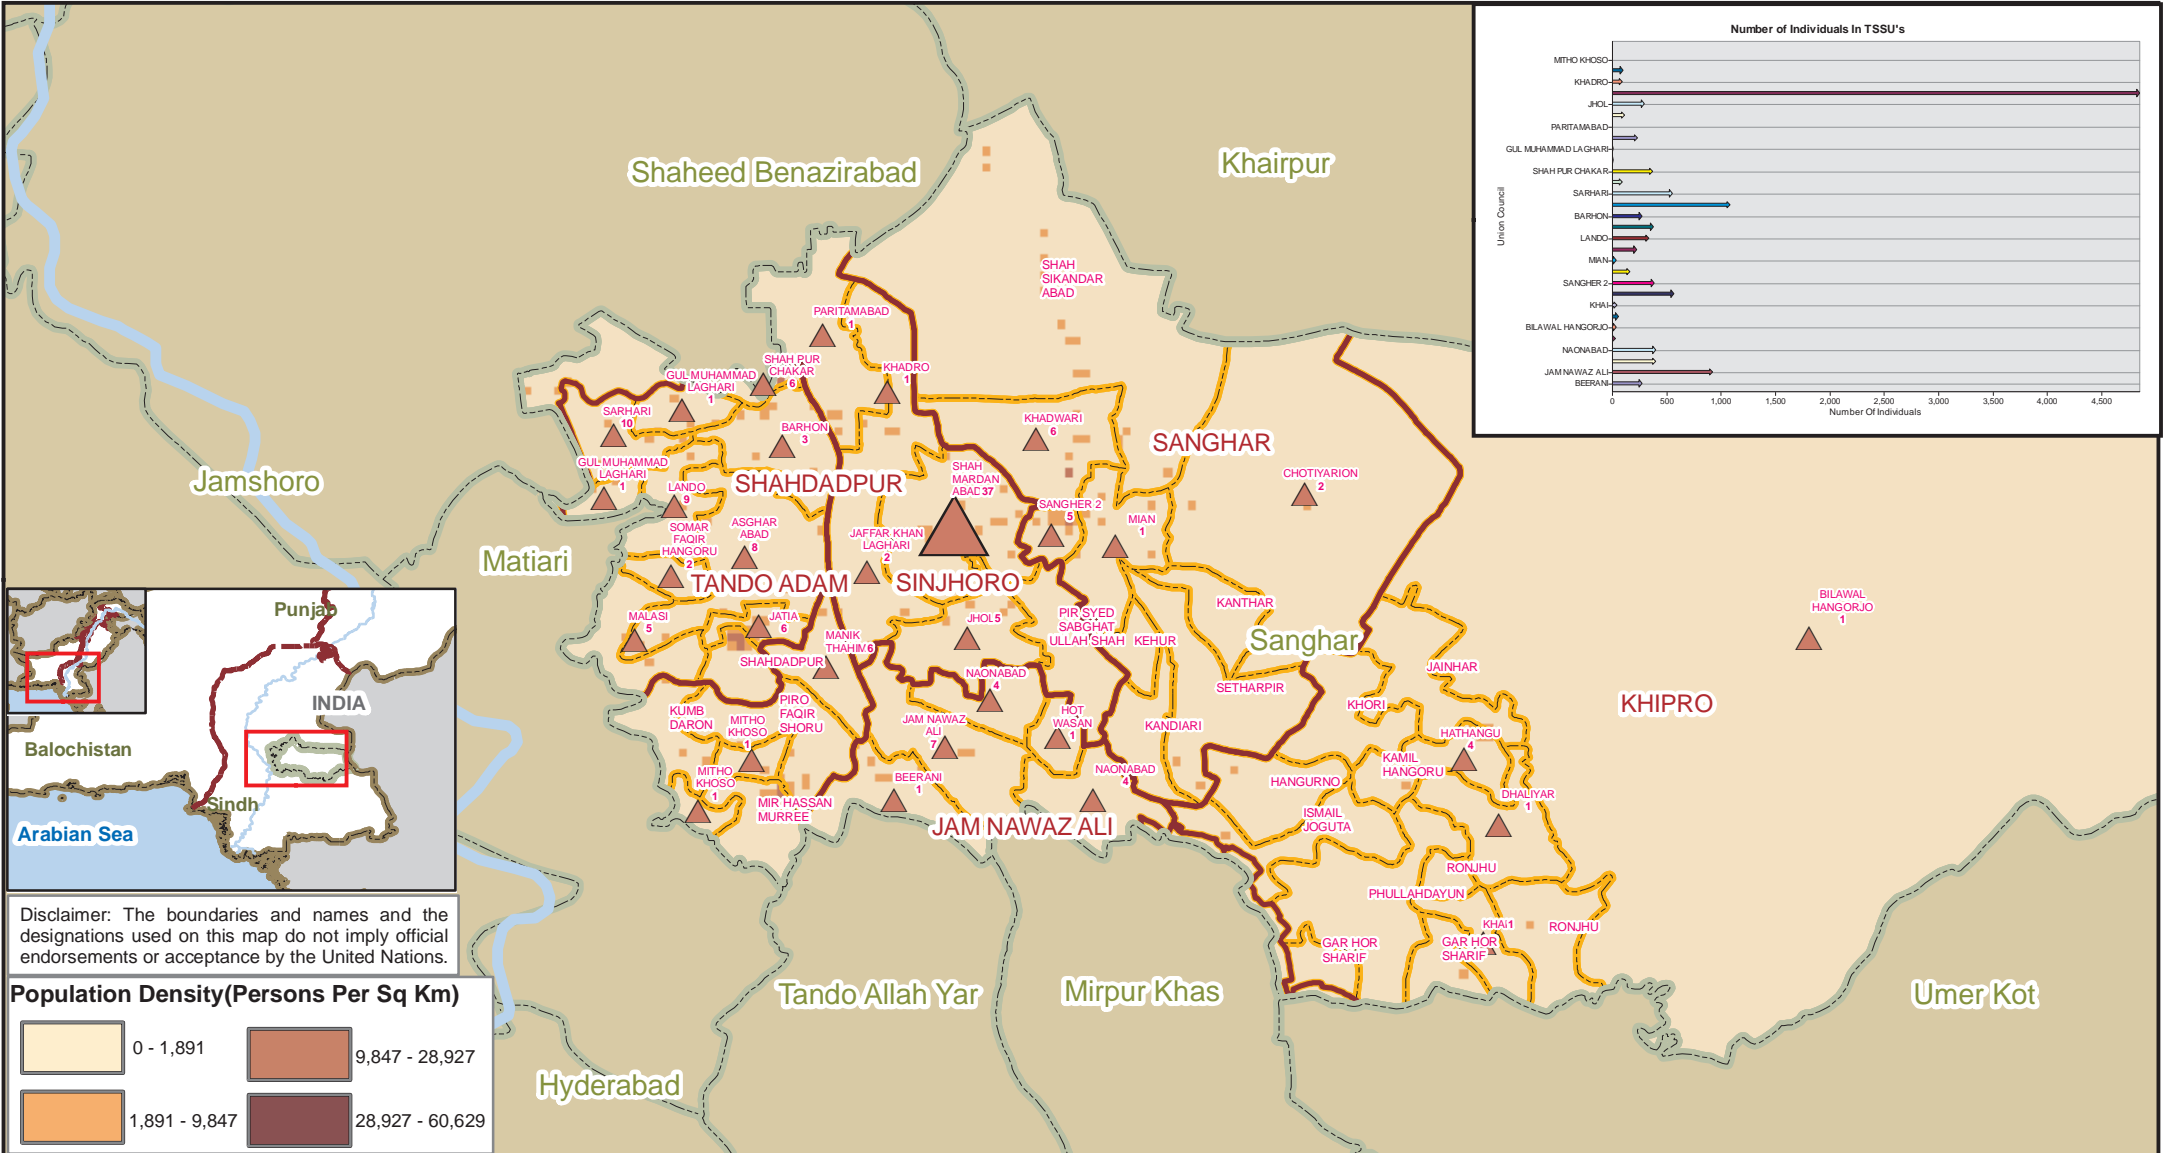 Number of Individuals In TSSU's
Union Council
MITHO KHOSO
KHADRO
JHOL
PARITAMABAD
GUL MUHAMMAD LAGHARI
SHAH PUR CHAKAR
SARHARI
BARHON
LANDO
MIAN
SANGHER 2
KHAI
BILAWAL HANGORJO
NAONABAD
JAM NAWAZ ALI
BEERANI
0 500 1,000 1,500 2,000 2,500 3,000 3,500 4,000 4,500
Number Of Individuals
Shaheed Benazirabad
Khairpur
SHAH
SIKANDAR
ABAD
PARITAMABAD
1
SHAH PUR
CHAKAR
6
GUL MUHAMMAD
LAGHARI
1
KHADRO
1
SARHARI
10
BARHON
3
KHADWARI
6
SANGHAR
GUL MUHAMMAD
LAGHARI
1
SHAHDADPUR
SHAH
MARDAN
ABAD 37
CHOTIYARION
2
Jamshoro
LANDO
9
SANGHER 2
5
MIAN
1
SOMAR
FAQIR
HANGORU
2
ASGHAR
ABAD
8
JAFFAR KHAN
LAGHARI
2
Matiari
TANDO ADAM
SINJHORO
KANTHAR
BILAWAL
HANGORJO
1
MALASI
5
JATIA
6
JHOL 5
PIR SYED
SABGHAT
ULLAH SHAH
KEHUR
Sanghar
MANIK
THAHIM 6
SHAHDADPUR
NAONABAD
4
SETHARPIR
JAINHAR
KHIPRO
KUMB
DARON
PIRO
FAQIR
SHORU
MITHO
KHOSO
1
JAM NAWAZ
ALI
7
HOT
WASAN
1
KANDIARI
KHORI
HATHANGU
4
KAMIL
HANGORU
MITHO
KHOSO
1
BEERANI
1
NAONABAD
4
HANGURNO
DHALIYAR
1
MIR HASSAN
MURREE
JAM NAWAZ ALI
ISMAIL
JOGUTA
RONJHU
PHULLAHDAYUN
KHAI 1
RONJHU
GAR HOR
SHARIF
GAR HOR
SHARIF
Tando Allah Yar
Mirpur Khas
Umer Kot
Hyderabad
Punjab
INDIA
Balochistan
Sindh
Arabian Sea
Disclaimer: The boundaries and names and the
designations used on this map do not imply official
endorsements or acceptance by the United Nations.
Population Density(Persons Per Sq Km)
0 - 1,891
9,847 - 28,927
1,891 - 9,847
28,927 - 60,629